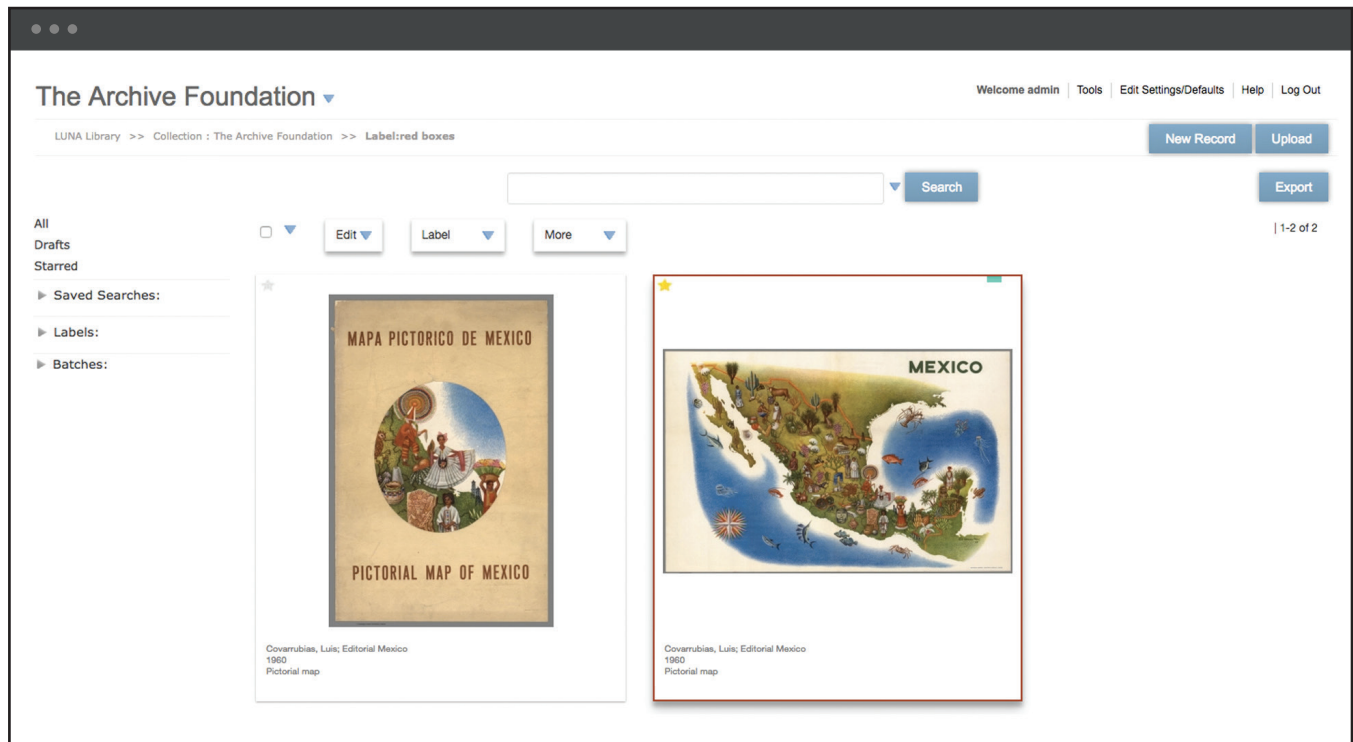 The Archive Foundation
Welcome admin | Tools | Edit Settings/Defaults | Help | Log Out
LUNA Library >> Collection : The Archive Foundation >> Label:red boxes
New Record
Upload
Search
Export
All
Drafts
Starred
Saved Searches:
Labels:
Batches:
Edit
Label
More
| 1-2 of 2
MAPA PICTORICO DE MEXICO
PICTORIAL MAP OF MEXICO
Covarrubias, Luis; Editorial Mexico
1960
Pictorial map
MEXICO
Covarrubias, Luis; Editorial Mexico
1960
Pictorial map